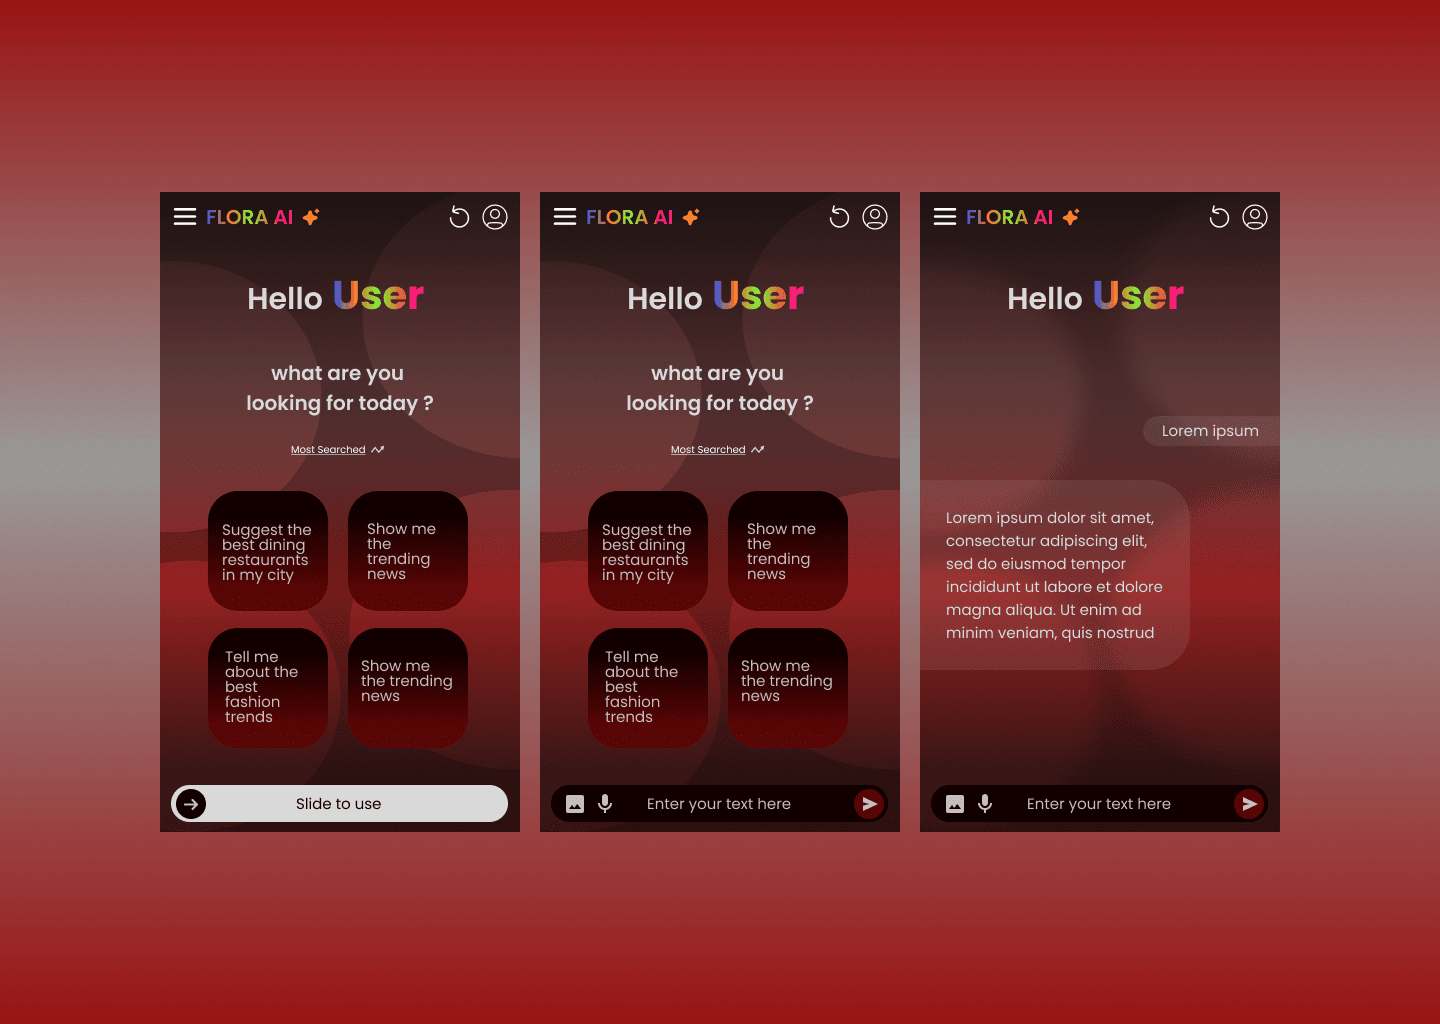 FLORA AI
Hello User
what are you
looking for today ?
Most Searched
Suggest the
best dining
restaurants
in my city
Show me
the
trending
news
Tell me
about the
best
fashion
trends
Show me
the trending
news
Slide to use
FLORA AI
Hello User
what are you
looking for today ?
Most Searched
Suggest the
best dining
restaurants
in my city
Show me
the
trending
news
Tell me
about the
best
fashion
trends
Show me
the trending
news
Enter your text here
FLORA AI
Hello User
Lorem ipsum
Lorem ipsum dolor sit amet,
consectetur adipiscing elit,
sed do eiusmod tempor
incididunt ut labore et dolore
magna aliqua. Ut enim ad
minim veniam, quis nostrud
Enter your text here